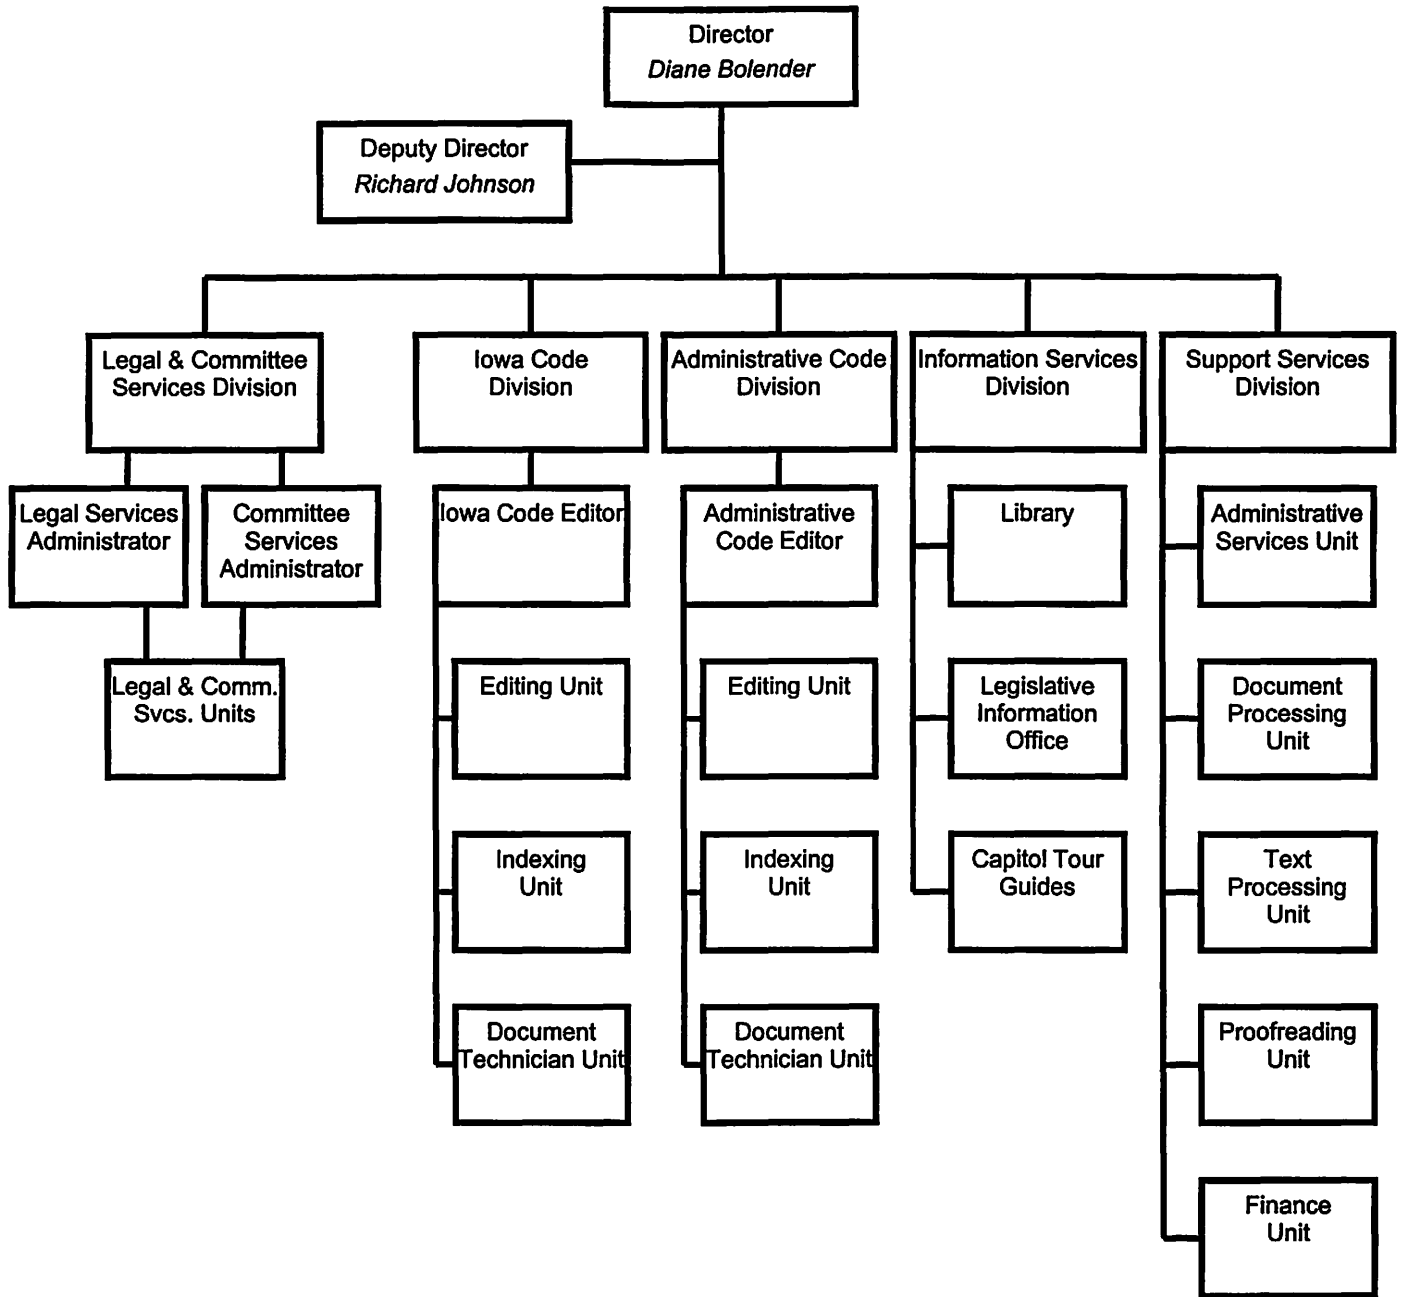 Director
Diane Bolender
Deputy Director
Richard Johnson
Legal & Committee
Services Division
Iowa Code
Division
Administrative Code
Division
Information Services
Division
Support Services
Division
Legal Services
Administrator
Committee
Services
Administrator
Iowa Code Editor
Administrative
Code Editor
Library
Administrative
Services Unit
Legal & Comm.
Svcs. Units
Editing Unit
Editing Unit
Legislative
Information
Office
Document
Processing
Unit
Indexing
Unit
Indexing
Unit
Capitol Tour
Guides
Text
Processing
Unit
Document
Technician Unit
Document
Technician Unit
Proofreading
Unit
Finance
Unit